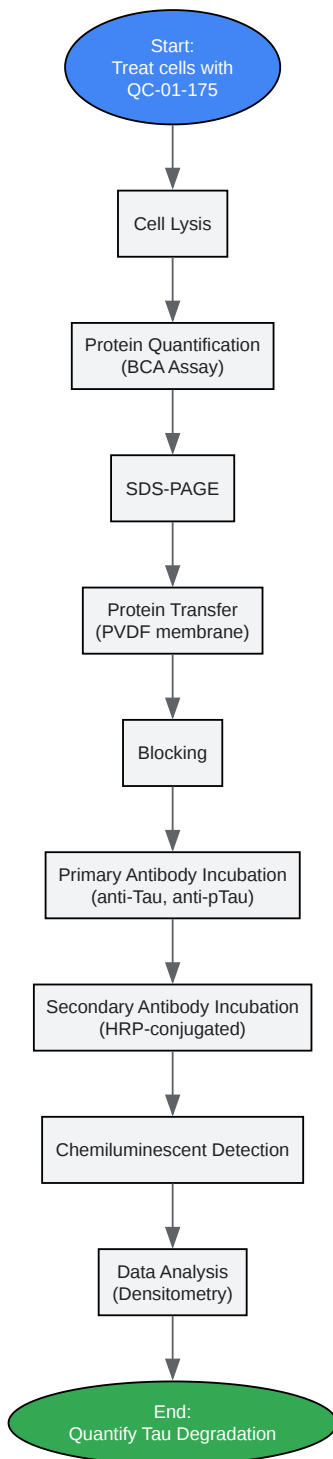 Start:
Treat cells with
QC-01-175
Cell Lysis
Protein Quantification
(BCA Assay)
SDS-PAGE
Protein Transfer
(PVDF membrane)
Blocking
Primary Antibody Incubation
(anti-Tau, anti-pTau)
Secondary Antibody Incubation
(HRP-conjugated)
Chemiluminescent Detection
Data Analysis
(Densitometry)
End:
Quantify Tau Degradation